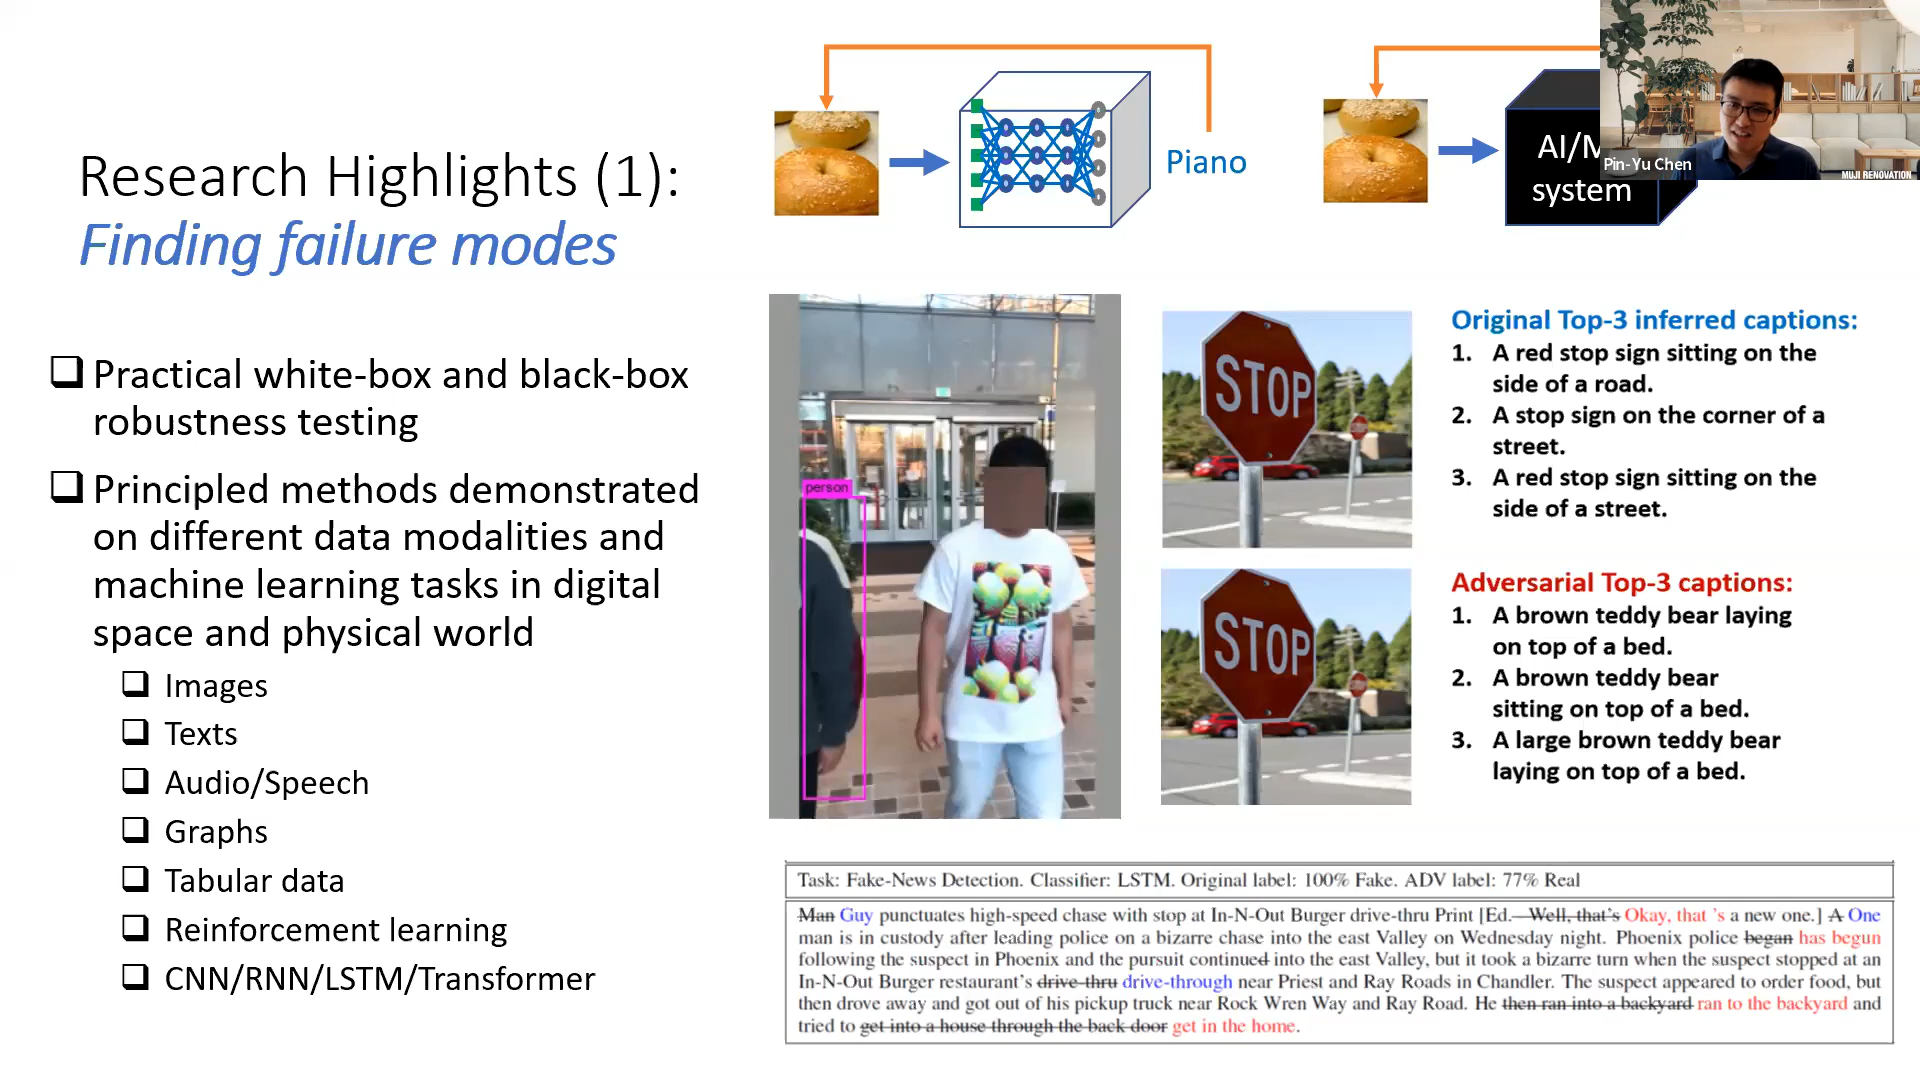 Research Highlights (1):
Finding failure modes
❑ Practical white-box and black-box
robustness testing
❑ Principled methods demonstrated
on different data modalities and
machine learning tasks in digital
space and physical world
❑ Images
❑ Texts
❑ Audio/Speech
❑ Graphs
❑ Tabular data
❑ Reinforcement learning
❑ CNN/RNN/LSTM/Transformer
Piano
AI/M
system
Pin-Yu Chen
MUJI RENOVATION
person
STOP
Original Top-3 inferred captions:
1. A red stop sign sitting on the
side of a road.
2. A stop sign on the corner of a
street.
3. A red stop sign sitting on the
side of a street.
STOP
Adversarial Top-3 captions:
1. A brown teddy bear laying
on top of a bed.
2. A brown teddy bear
sitting on top of a bed.
3. A large brown teddy bear
laying on top of a bed.
Task: Fake-News Detection. Classifier: LSTM. Original label: 100% Fake. ADV label: 77% Real
Man Guy punctuates high-speed chase with stop at In-N-Out Burger drive-thru Print [Ed. Well, that's Okay, that 's a new one.] A One
man is in custody after leading police on a bizarre chase into the east Valley on Wednesday night. Phoenix police began has begun
following the suspect in Phoenix and the pursuit continued into the east Valley, but it took a bizarre turn when the suspect stopped at an
In-N-Out Burger restaurant's drive-thru drive-through near Priest and Ray Roads in Chandler. The suspect appeared to order food, but
then drove away and got out of his pickup truck near Rock Wren Way and Ray Road. He then ran into a backyard ran to the backyard and
tried to get into a house through the back door get in the home.